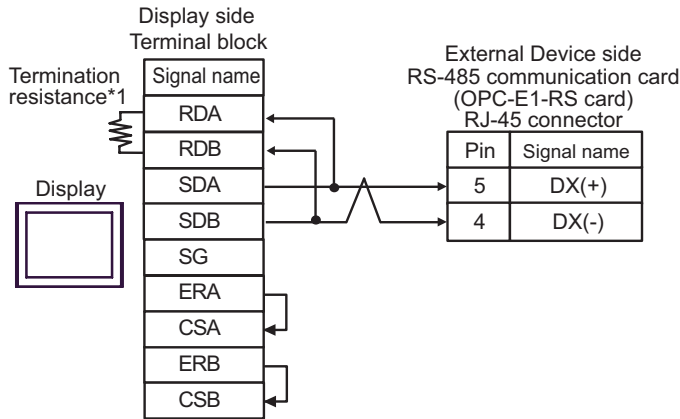 Display side
Terminal block
Termination
resistance*1
Signal name
RDA
RDB
SDA
SDB
SG
ERA
CSA
ERB
CSB
Display
External Device side
RS-485 communication card
(OPC-E1-RS card)
RJ-45 connector
Pin Signal name
5 DX(+)
4 DX(-)